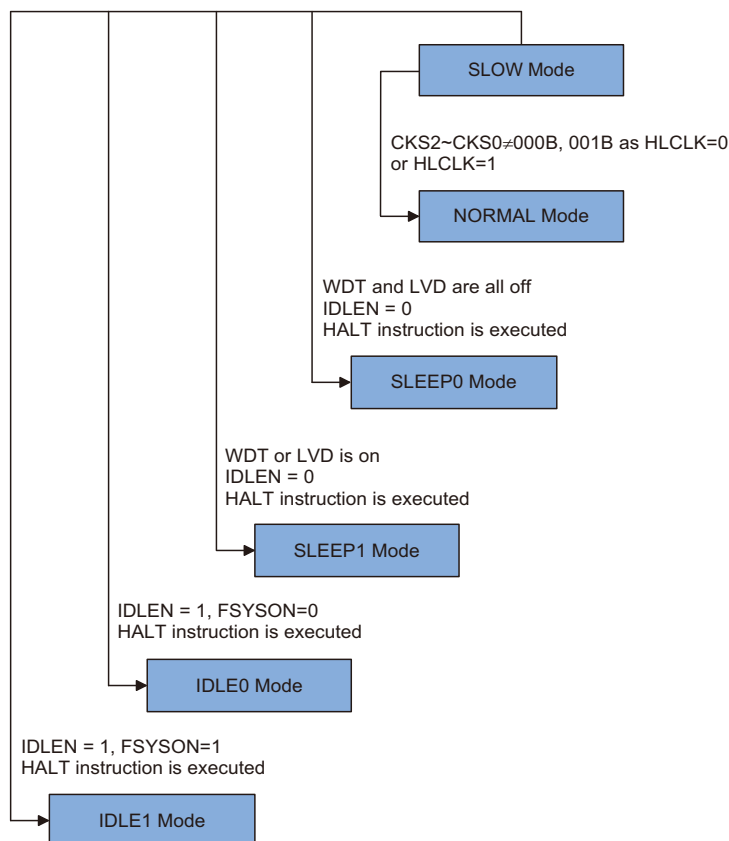 SLOW Mode
CKS2~CKS0≠000B, 001B as HLCLK=0
or HLCLK=1
NORMAL Mode
WDT and LVD are all off
IDLEN = 0
HALT instruction is executed
SLEEP0 Mode
WDT or LVD is on
IDLEN = 0
HALT instruction is executed
SLEEP1 Mode
IDLEN = 1, FSYSON=0
HALT instruction is executed
IDLE0 Mode
IDLEN = 1, FSYSON=1
HALT instruction is executed
IDLE1 Mode